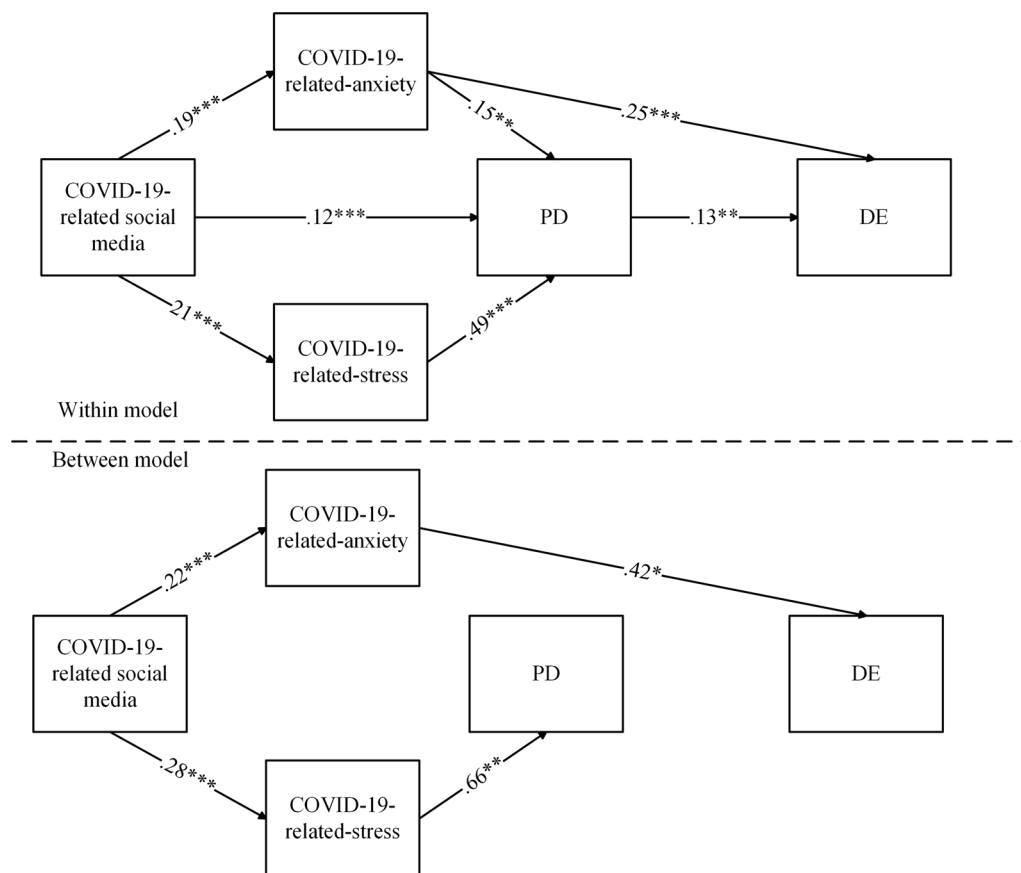 COVID-19-
related-anxiety
.19***
.15**
.25***
COVID-19-
related social
media
.12***
PD
.13**
DE
21***
.49***
COVID-19-
related-stress
Within model
Between model
COVID-19-
related-anxiety
.22***
.42*
COVID-19-
related social
media
PD
DE
.28***
.66**
COVID-19-
related-stress